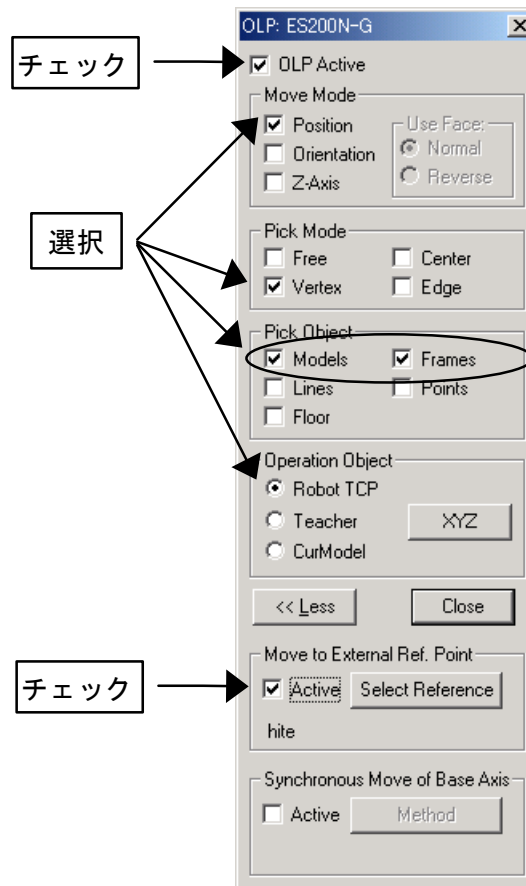 OLP: ES200N-G
チェック
OLP Active
Move Mode
Position
Orientation
Z-Axis
Use Face:
Normal
Reverse
選択
Pick Mode
Free
Center
Vertex
Edge
Pick Object
Models
Frames
Lines
Points
Floor
Operation Object
Robot TCP
Teacher
XYZ
CurModel
<< Less
Close
Move to External Ref. Point
チェック
Active
Select Reference
hite
Synchronous Move of Base Axis
Active
Method